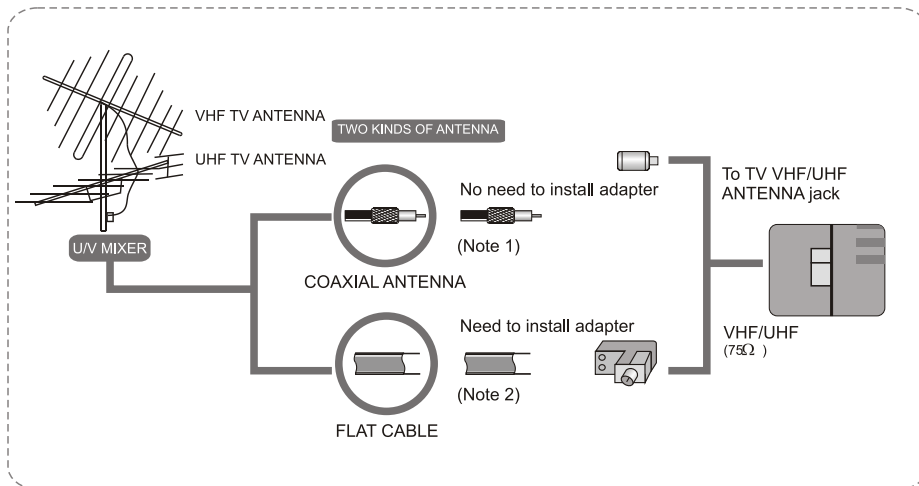 VHF TV ANTENNA
TWO KINDS OF ANTENNA
UHF TV ANTENNA
U/V MIXER
No need to install adapter
(Note 1)
COAXIAL ANTENNA
Need to install adapter
(Note 2)
FLAT CABLE
To TV VHF/UHF
ANTENNA jack
VHF/UHF
(75Ω )